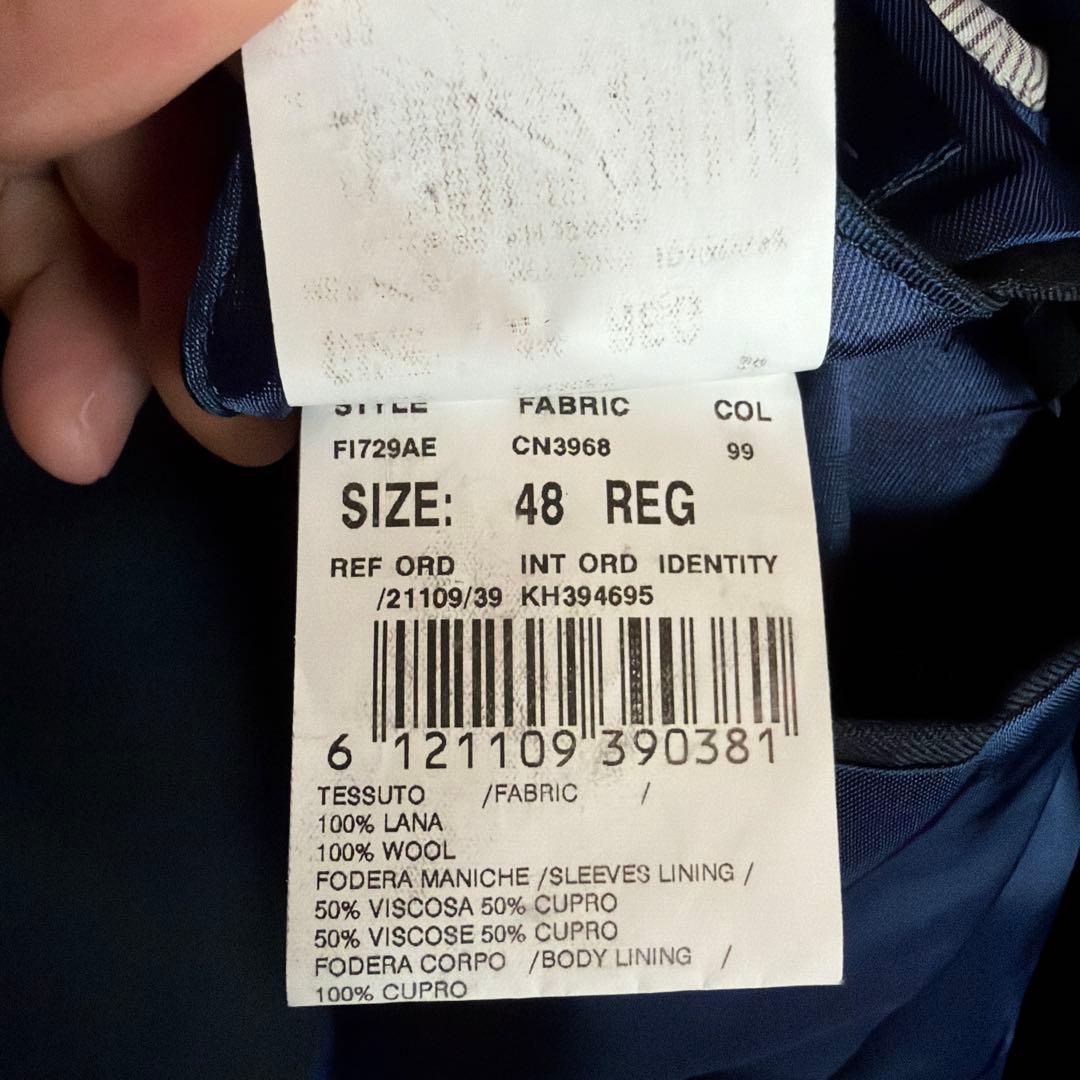 STYLE FABRIC COL
FI729AE CN3968 99
SIZE: 48 REG
REF ORD INT ORD IDENTITY
/21109/39 KH394695
6 121109 390381
TESSUTO /FABRIC /
100% LANA
100% WOOL
FODERA MANICHE /SLEEVES LINING /
50% VISCOSA 50% CUPRO
50% VISCOSE 50% CUPRO
FODERA CORPO /BODY LINING /
100% CUPRO